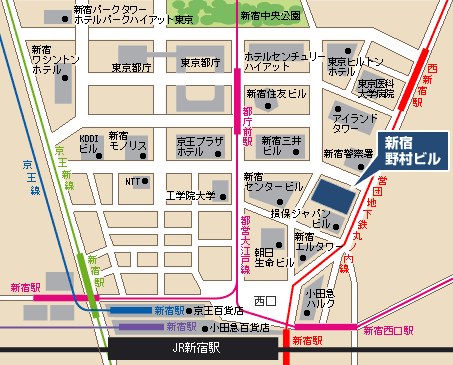 新宿パークタワー
ホテルパークハイアット東京
新宿中央公園
新宿
ワシントン
ホテル
東京都庁
東京都庁
ホテルセンチュリー
ハイアット
東京ヒルトン
ホテル
西新宿駅
東京医科
大学病院
新宿住友ビル
アイランド
タワー
都庁前駅
KDDI
ビル
新宿
モノリス
京王プラザ
ホテル
新宿三井
ビル
新宿警察署
新宿
野村ビル
京王線
京王新線
NTT
工学院大学
新宿
センタービル
損保ジャパン
ビル
営団地下鉄丸ノ内線
都営大江戸線
朝日
生命ビル
新宿
エルタワー
新宿駅
新宿駅
西口
小田急
ハルク
新宿駅
京王百貨店
新宿駅
小田急百貨店
新宿駅
新宿西口駅
JR新宿駅